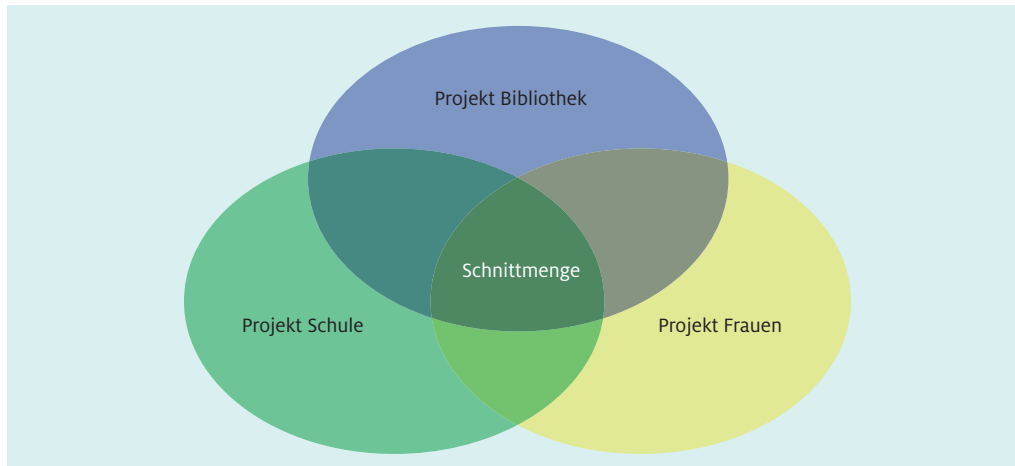 Projekt Bibliothek
Schnittmenge
Projekt Schule
Projekt Frauen